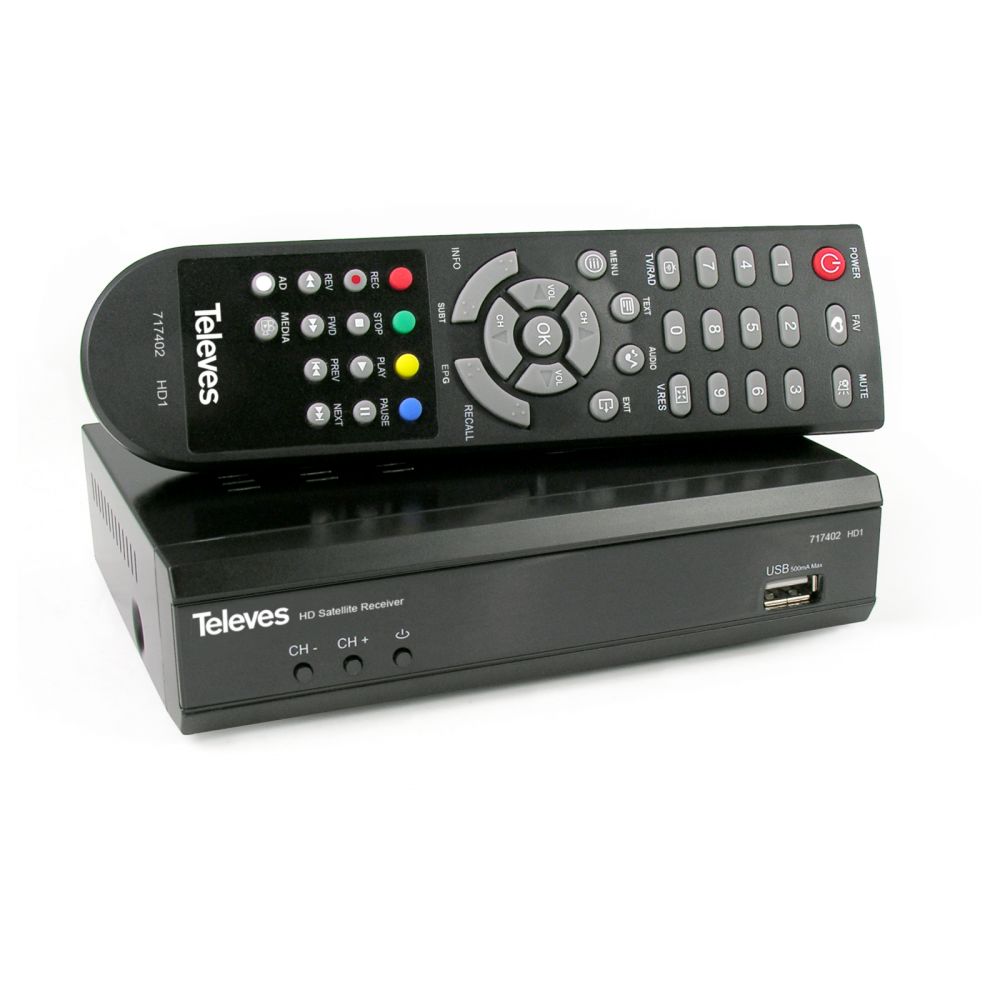 POWER
FAV
MUTE
1
2
3
4
5
6
7
8
9
TV/RAD
0
V.RES
MENU
TEXT
AUDIO
EXIT
INFO
SUBT
EPG
RECALL
CH
VOL
OK
VOL
CH
REC
STOP
PLAY
PAUSE
REV
FWD
PREV
NEXT
AD
MEDIA
Televes
717402 HD1
717402 HD1
USB 500mA Max
Televes HD Satellite Receiver
CH - CH +